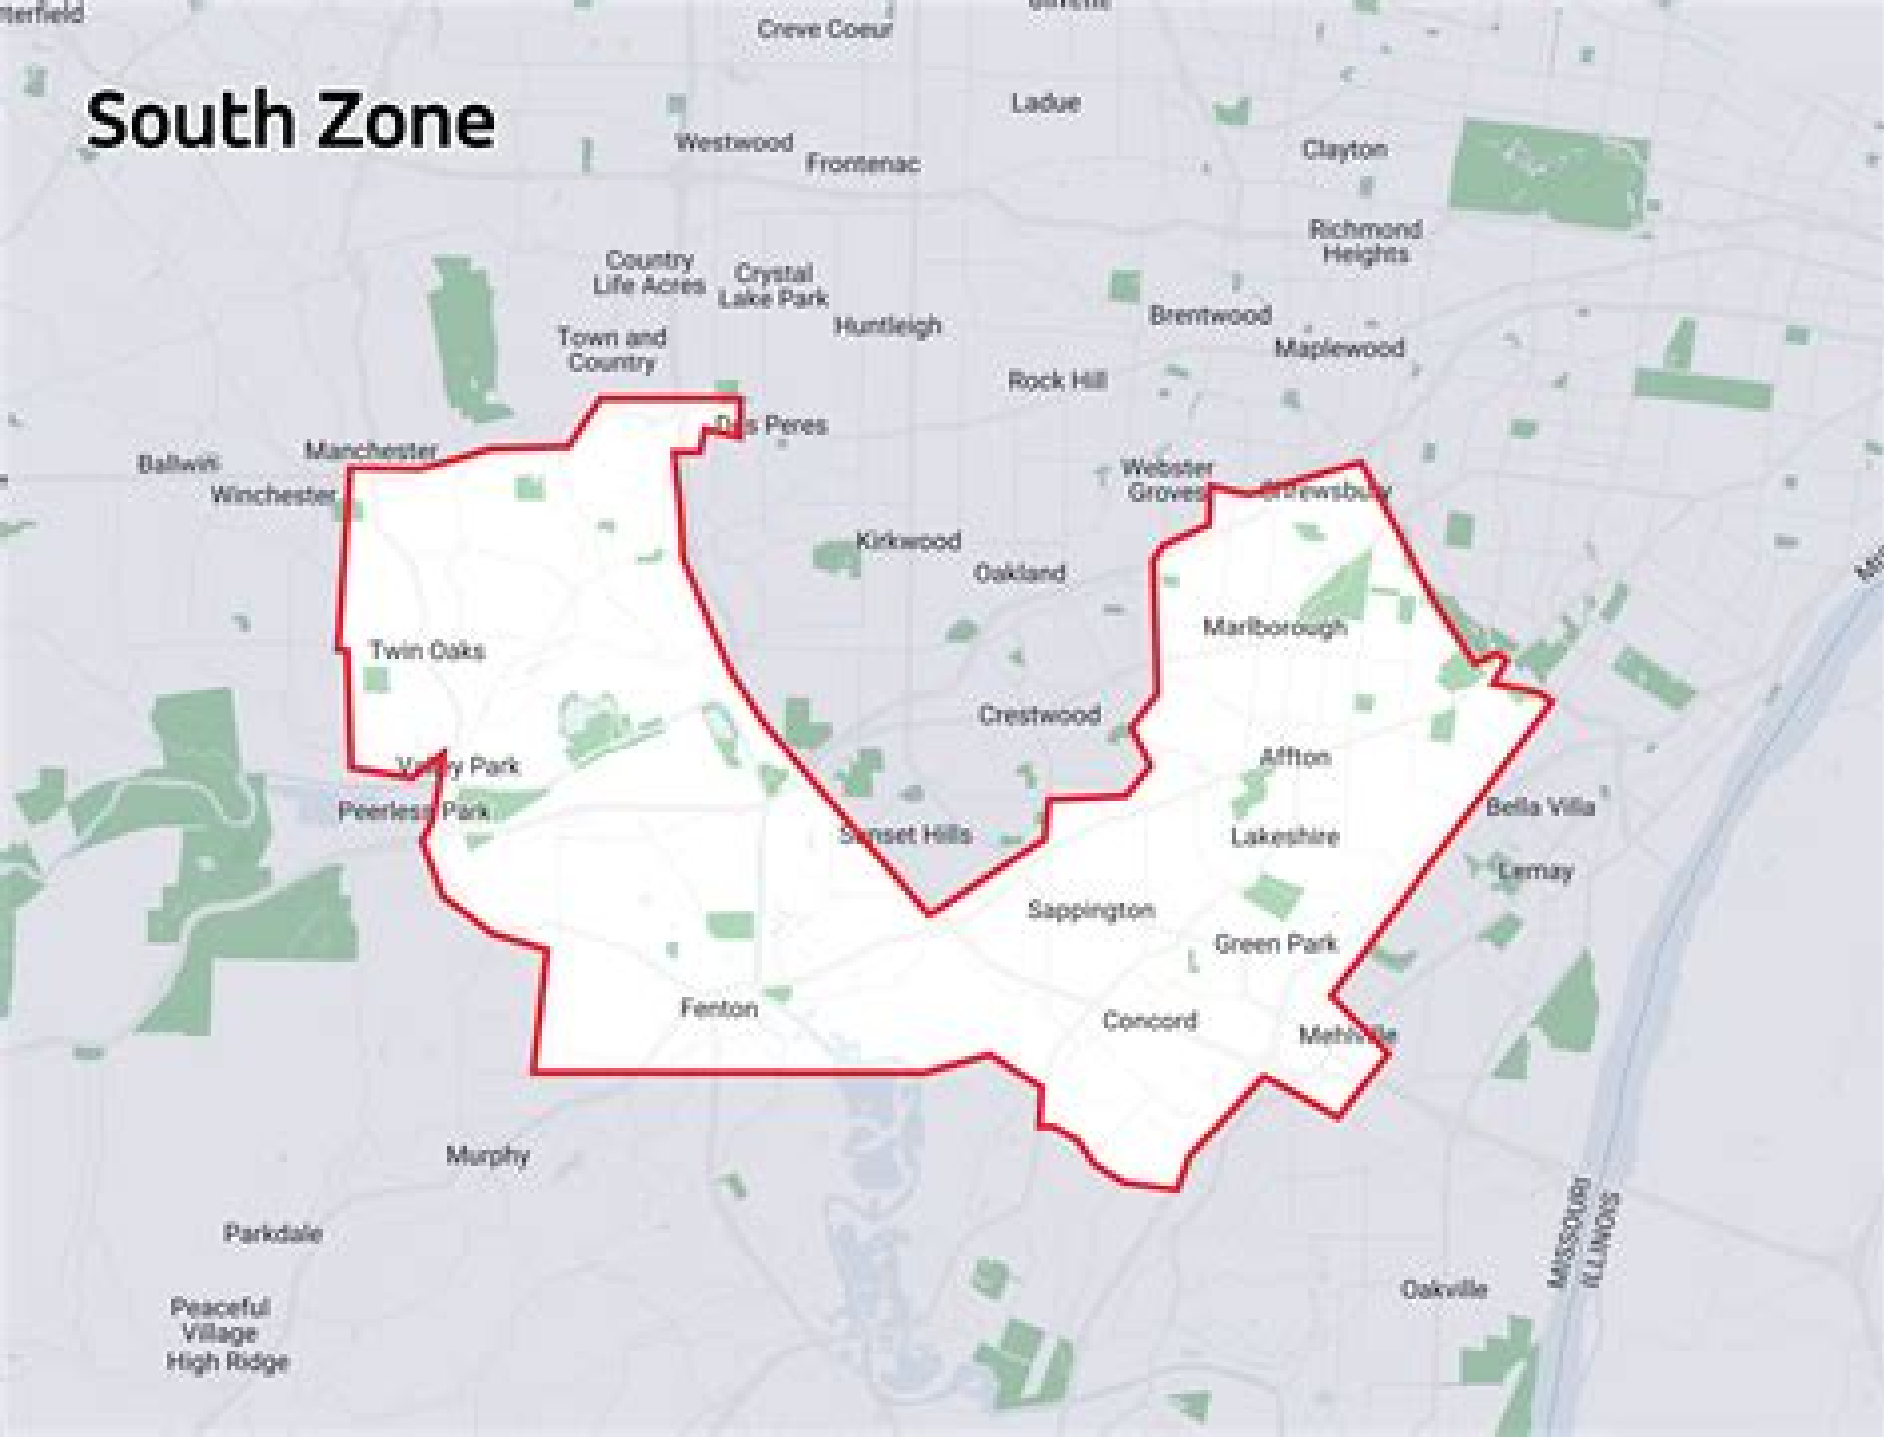 Creve Coeur
South Zone
Ladue
Westwood
Frontenac
Clayton
Richmond
Heights
Country
Life Acres
Crystal
Lake Park
Town and
Country
Huntleigh
Brentwood
Maplewood
Rock Hill
Des Peres
Manchester
Ballwin
Winchester
Webster
Groves
Shrewsbury
Kirkwood
Oakland
Marlborough
Twin Oaks
Crestwood
Valley Park
Affton
Peerless Park
Bella Villa
Sunset Hills
Lakeshire
Lemay
Sappington
Green Park
Fenton
Concord
Mehlville
Murphy
Parkdale
MISSOURI
ILLINOIS
Oakville
Peaceful
Village
High Ridge